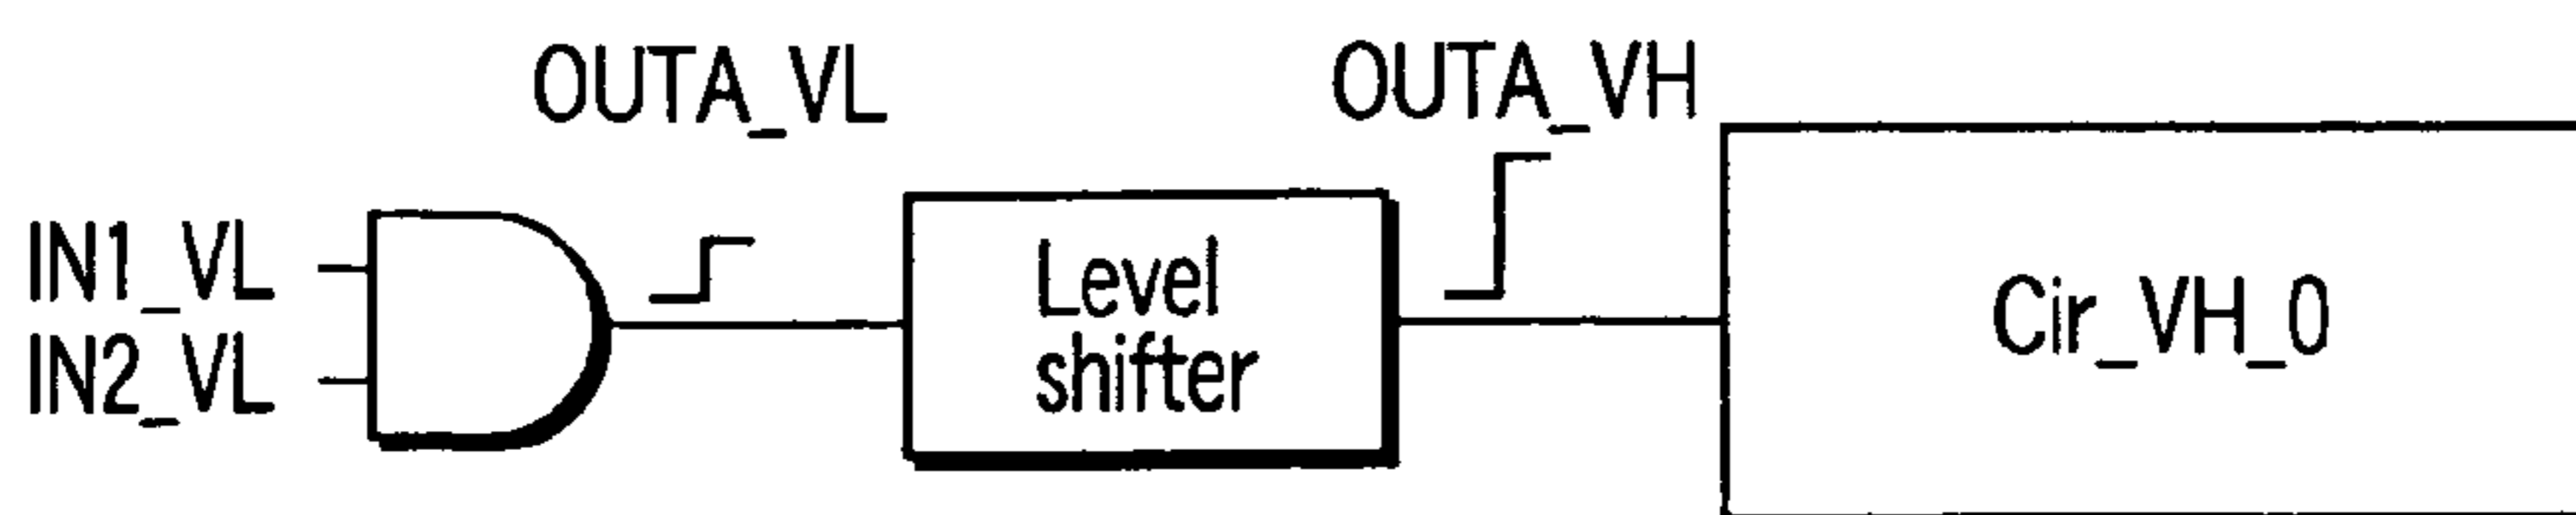 OUTA_VL
OUTA_VH
IN1_VL
IN2_VL
Level
shifter
Cir_VH_0